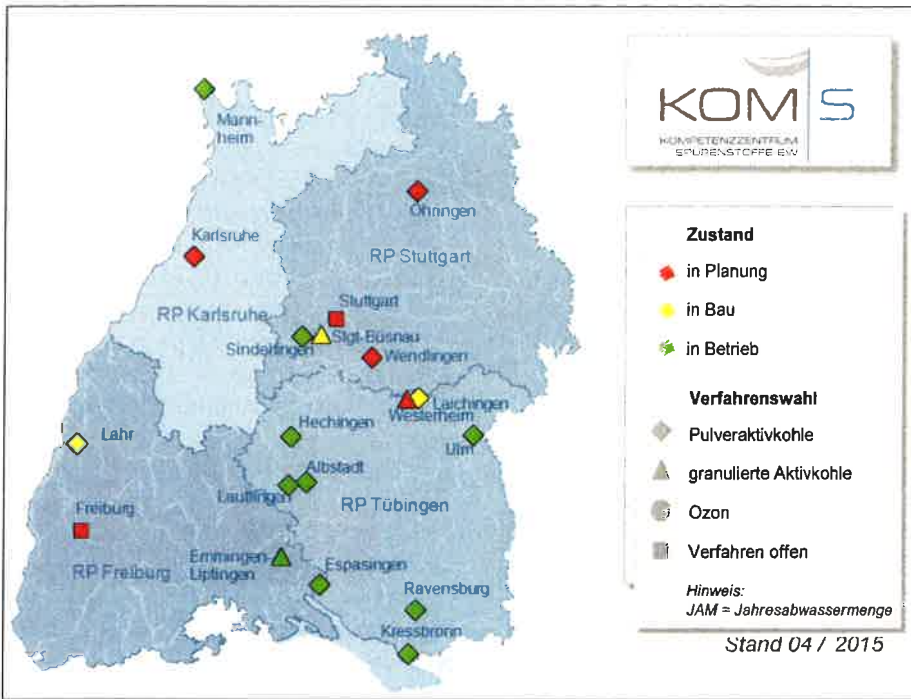 Mann-
heim
Öhringen
Karlsruhe
RP Stuttgart
Stuttgart
RP Karlsruhe
Stgt-Büsnau
Sindelfingen
Wendlingen
Laichingen
Westerheim
Hechingen
Lahr
Ulm
Albstadt
Lautlingen
RP Tübingen
Freiburg
Emmingen-
Liptingen
Espasingen
RP Freiburg
Ravensburg
Kressbronn
KOM S
KOMPETENZZENTRUM
SPURENSTOFFE BW
Zustand
in Planung
in Bau
in Betrieb
Verfahrenswahl
Pulveraktivkohle
granulierte Aktivkohle
Ozon
Verfahren offen
Hinweis:
JAM = Jahresabwassermenge
Stand 04 / 2015